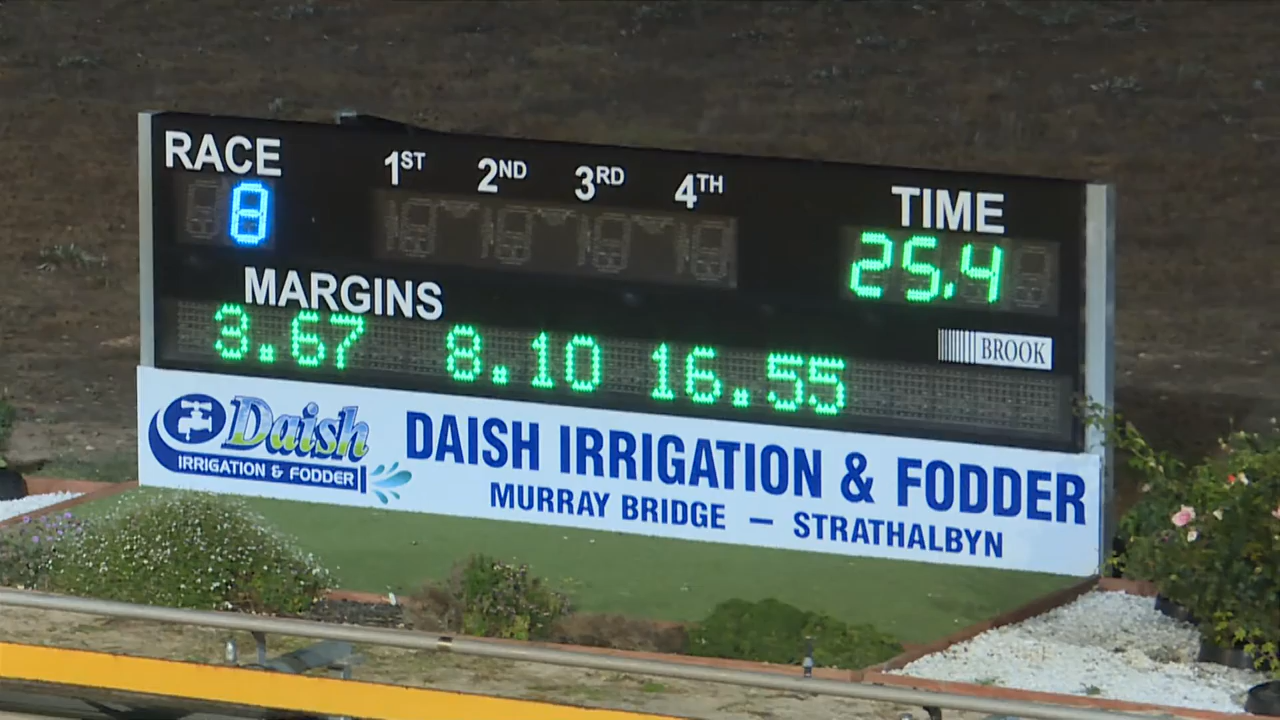 RACE 1ST 2ND 3RD 4TH TIME
8 25.4
MARGINS
3.67 8.10 16.55
BROOK
Daish
IRRIGATION & FODDER
DAISH IRRIGATION & FODDER
MURRAY BRIDGE – STRATHALBYN